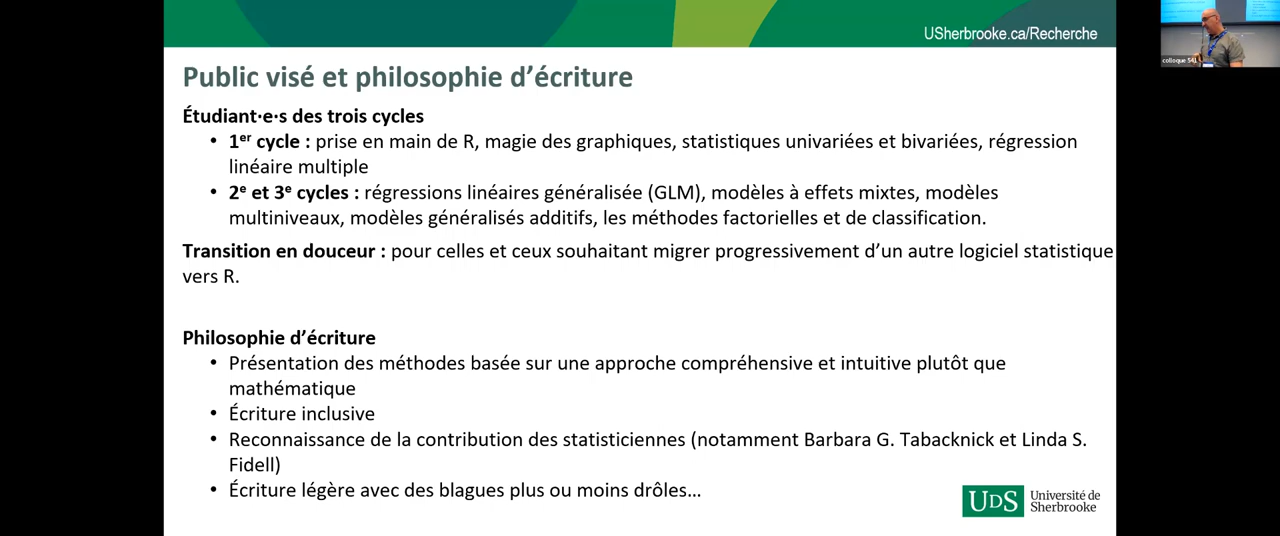 USherbrooke.ca/Recherche
colloque 541
Public visé et philosophie d'écriture
Étudiant·e·s des trois cycles
• 1er cycle : prise en main de R, magie des graphiques, statistiques univariées et bivariées, régression
linéaire multiple
• 2e et 3e cycles : régressions linéaires généralisée (GLM), modèles à effets mixtes, modèles
multiniveaux, modèles généralisés additifs, les méthodes factorielles et de classification.
Transition en douceur : pour celles et ceux souhaitant migrer progressivement d'un autre logiciel statistique
vers R.
Philosophie d'écriture
• Présentation des méthodes basée sur une approche compréhensive et intuitive plutôt que
mathématique
• Écriture inclusive
• Reconnaissance de la contribution des statisticiennes (notamment Barbara G. Tabacknick et Linda S.
Fidell)
• Écriture légère avec des blagues plus ou moins drôles…
UDS Université de
Sherbrooke